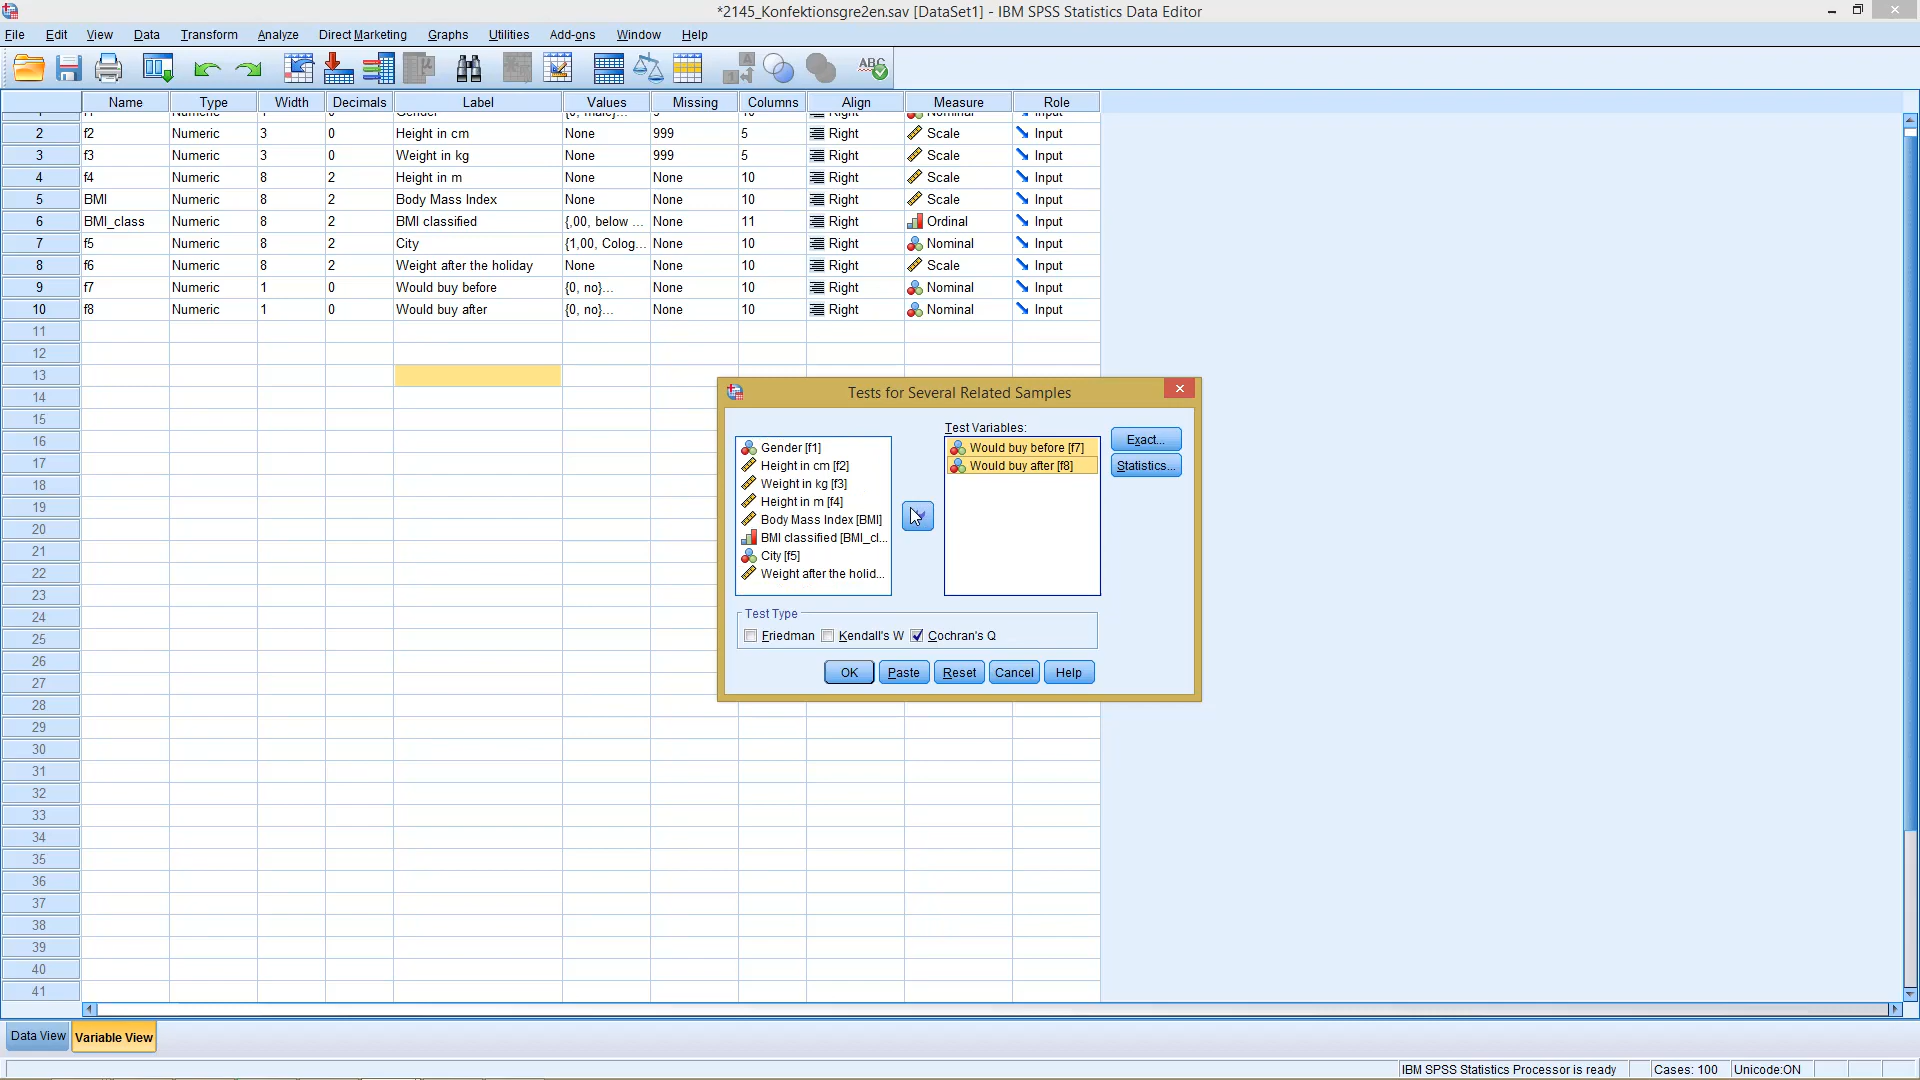 *2145_Konfektionsgre2en.sav [DataSet1] - IBM SPSS Statistics Data Editor
File Edit View Data Transform Analyze Direct Marketing Graphs Utilities Add-ons Window Help
Name Type Width Decimals Label Values Missing Columns Align Measure Role
2 f2 Numeric 3 0 Height in cm None 999 5 Right Scale Input
3 f3 Numeric 3 0 Weight in kg None 999 5 Right Scale Input
4 f4 Numeric 8 2 Height in m None None 10 Right Scale Input
5 BMI Numeric 8 2 Body Mass Index None None 10 Right Scale Input
6 BMI_class Numeric 8 2 BMI classified {,00, below ... None 11 Right Ordinal Input
7 f5 Numeric 8 2 City {1,00, Colog... None 10 Right Nominal Input
8 f6 Numeric 8 2 Weight after the holiday None None 10 Right Scale Input
9 f7 Numeric 1 0 Would buy before {0, no}... None 10 Right Nominal Input
10 f8 Numeric 1 0 Would buy after {0, no}... None 10 Right Nominal Input
11
12
13
14
15
16
17
18
19
20
21
22
23
24
25
26
27
28
29
30
31
32
33
34
35
36
37
38
39
40
41
Tests for Several Related Samples
Test Variables:
Gender [f1]
Height in cm [f2]
Weight in kg [f3]
Height in m [f4]
Body Mass Index [BMI]
BMI classified [BMI_cl...
City [f5]
Weight after the holid...
Would buy before [f7]
Would buy after [f8]
Exact...
Statistics...
Test Type
Friedman Kendall's W Cochran's Q
OK Paste Reset Cancel Help
Data View Variable View
IBM SPSS Statistics Processor is ready Cases: 100 Unicode:ON